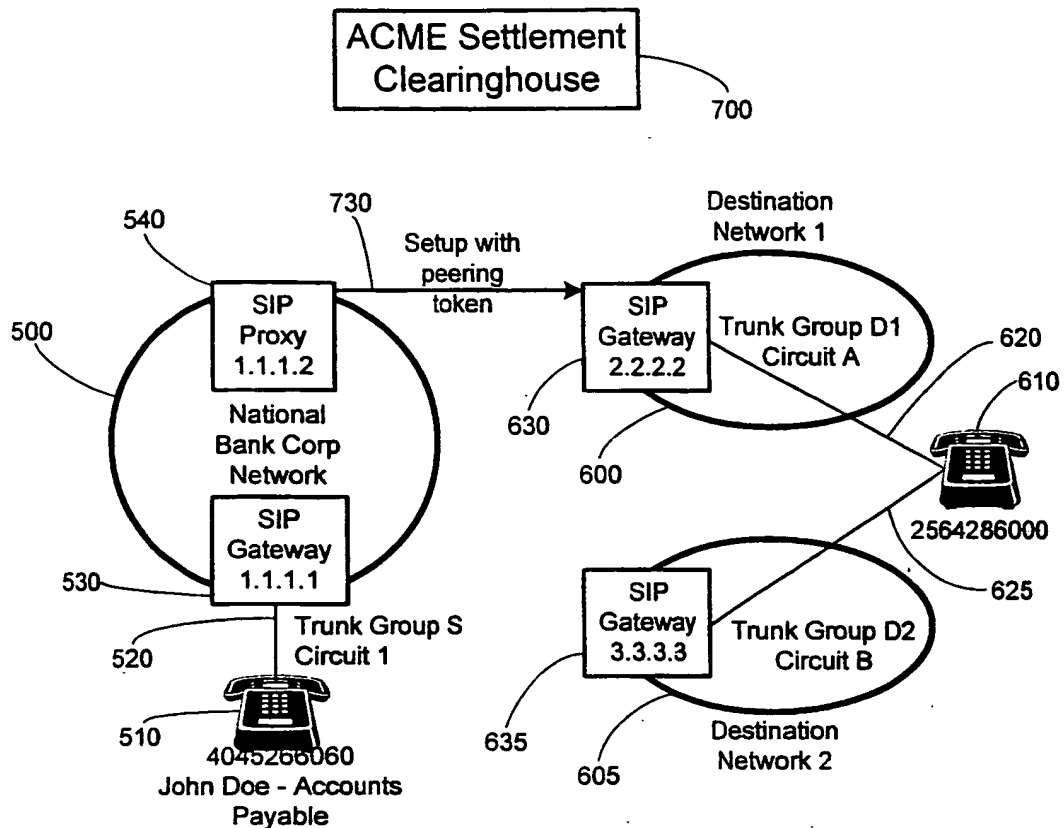 ACME Settlement
Clearinghouse
700
730
540
Setup with
peering
token
Destination
Network 1
500
SIP
Proxy
1.1.1.2
SIP
Gateway
2.2.2.2
Trunk Group D1
Circuit A
620
610
630
600
National
Bank Corp
Network
2564286000
SIP
Gateway
1.1.1.1
530
625
SIP
Gateway
3.3.3.3
Trunk Group D2
Circuit B
520
Trunk Group S
Circuit 1
510
635
605
Destination
Network 2
4045266060
John Doe - Accounts
Payable